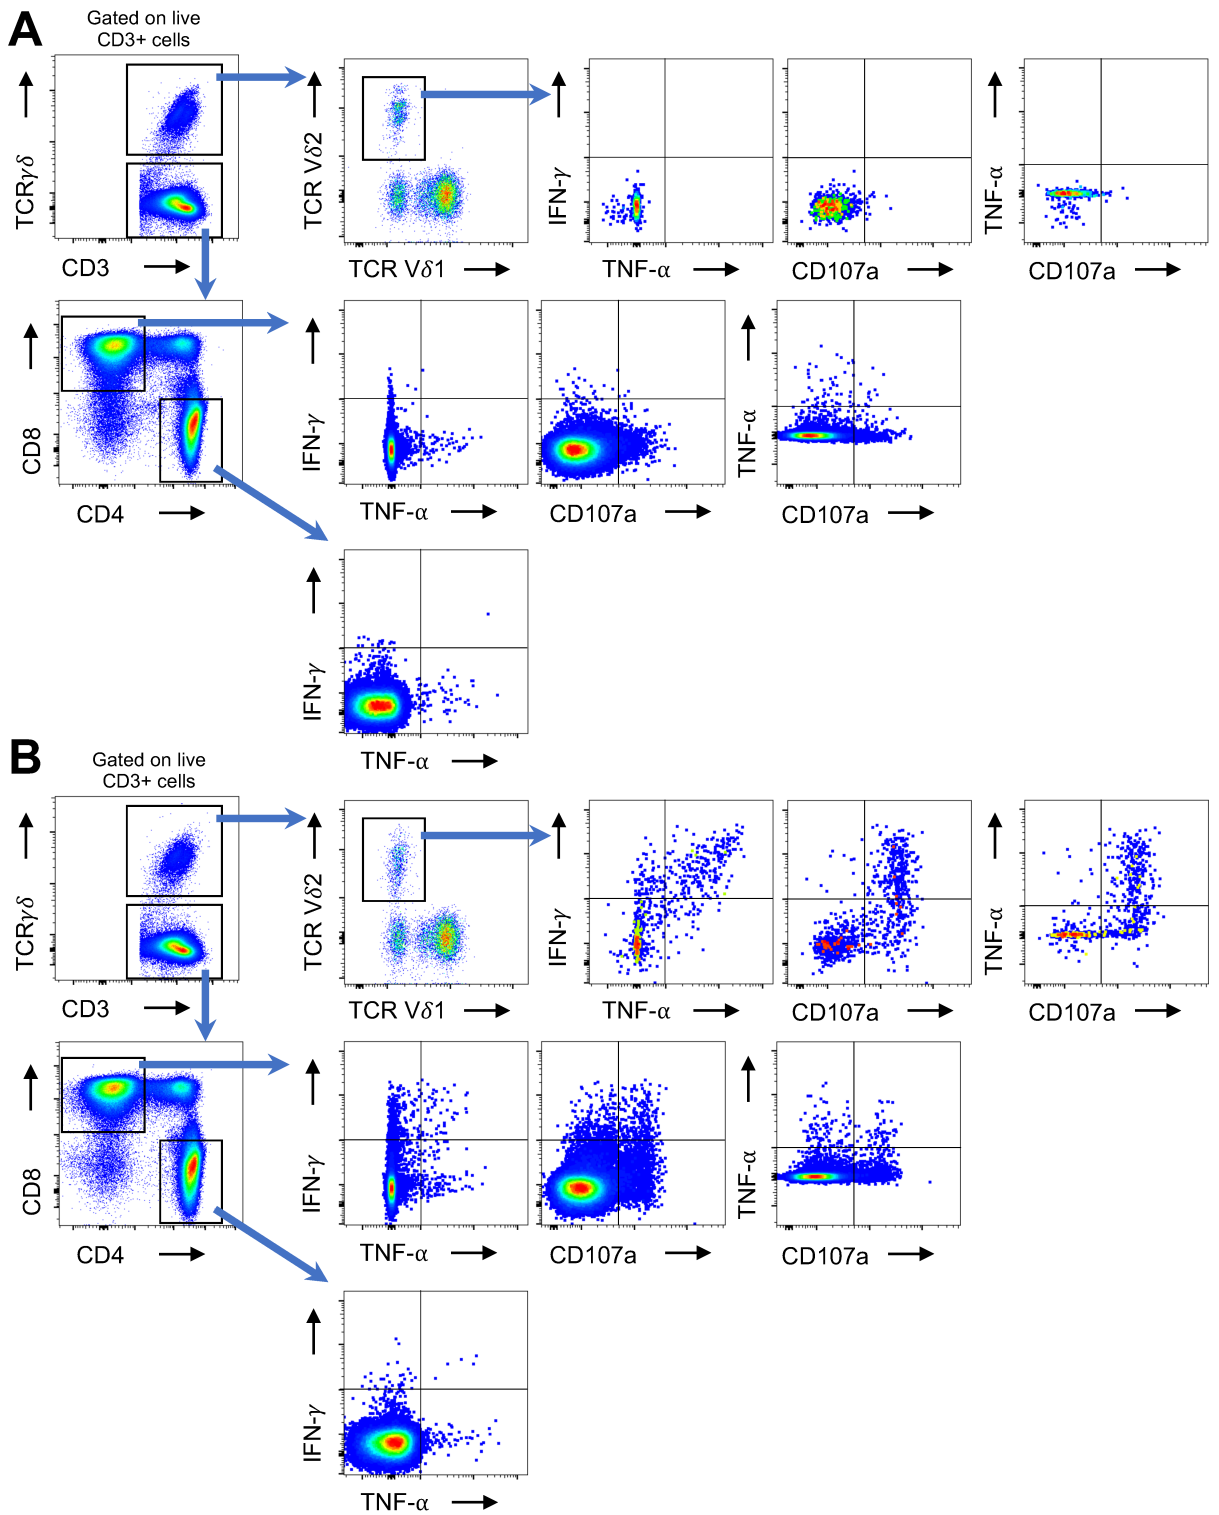 A
Gated on live
CD3+ cells
TCRγδ
CD3
TCR Vδ2
TCR Vδ1
IFN-γ
TNF-α
CD107a
TNF-α
CD107a
CD8
CD4
IFN-γ
TNF-α
CD107a
TNF-α
CD107a
IFN-γ
TNF-α
B
Gated on live
CD3+ cells
TCRγδ
CD3
TCR Vδ2
TCR Vδ1
IFN-γ
TNF-α
CD107a
TNF-α
CD107a
CD8
CD4
IFN-γ
TNF-α
CD107a
TNF-α
CD107a
IFN-γ
TNF-α